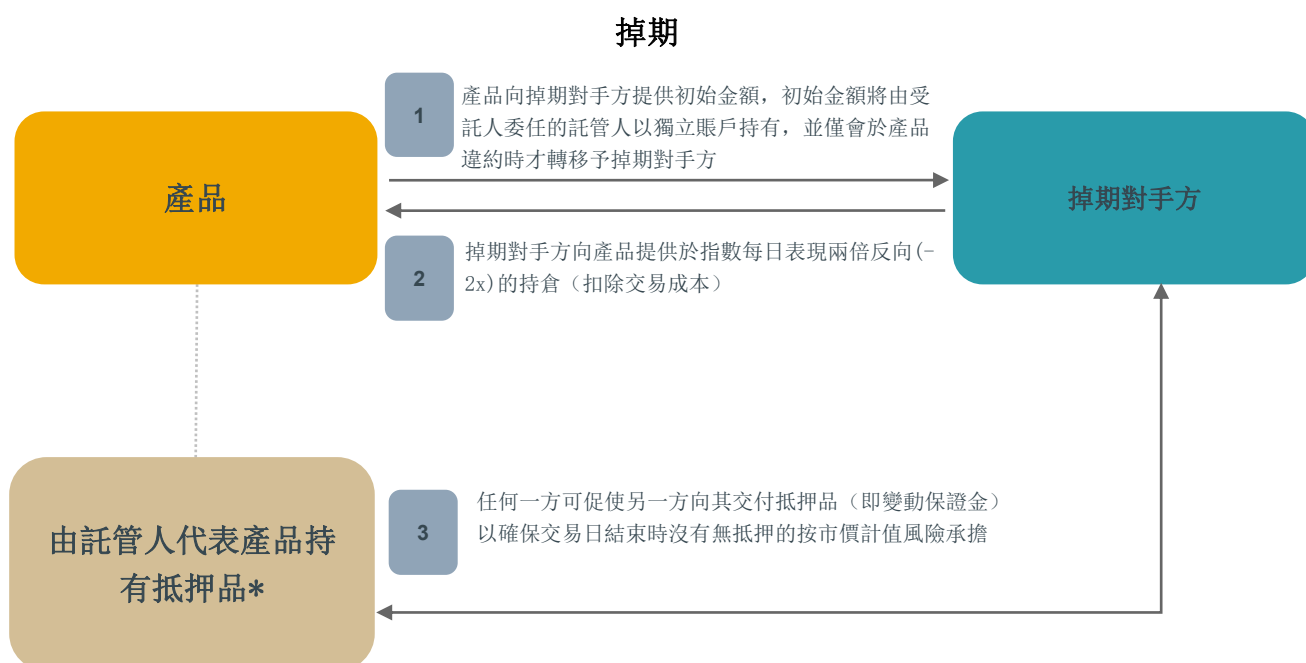 掉期
產品
1
產品向掉期對手方提供初始金額，初始金額將由受
託人委任的託管人以獨立賬戶持有，並僅會於產品
違約時才轉移予掉期對手方
掉期對手方
2
掉期對手方向產品提供於指數每日表現兩倍反向(-
2x)的持倉（扣除交易成本）
由託管人代表產品持
有抵押品*
3
任何一方可促使另一方向其交付抵押品（即變動保證金）
以確保交易日結束時沒有無抵押的按市價計值風險承擔